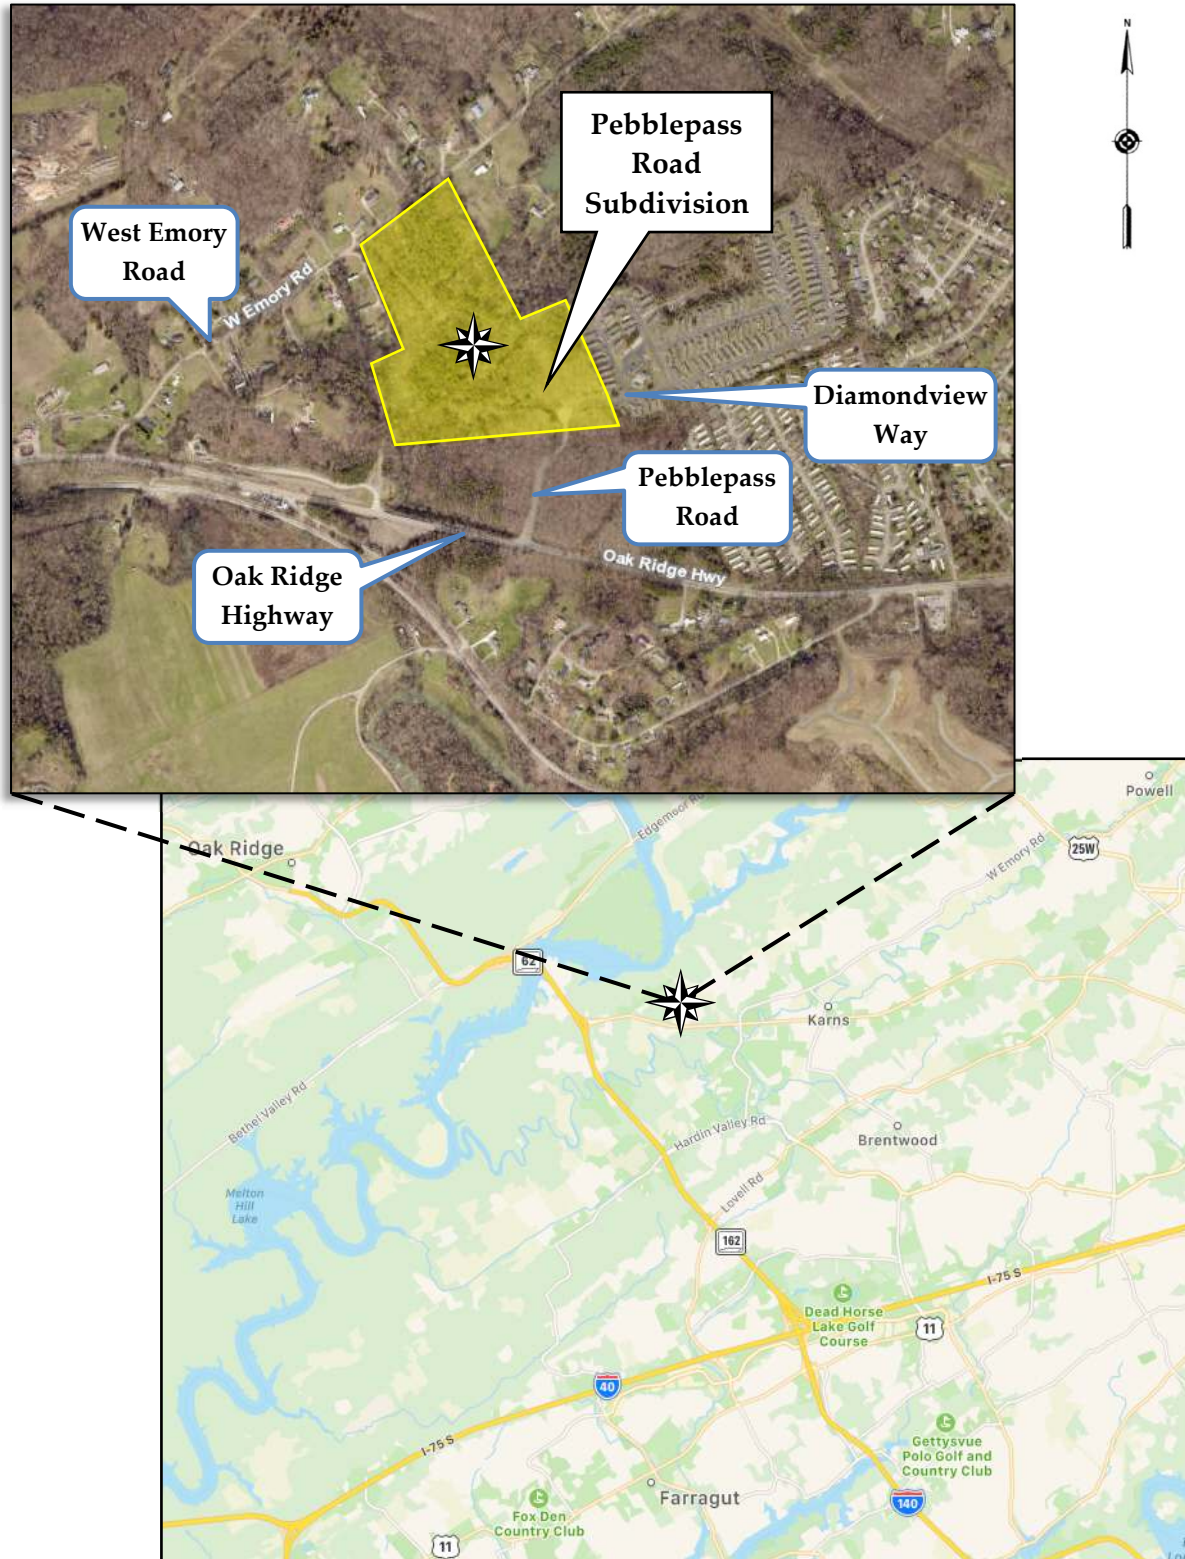 N
Pebblepass
Road
Subdivision
West Emory
Road
W Emory Rd
Diamondview
Way
Pebblepass
Road
Oak Ridge
Highway
Oak Ridge Hwy
Powell
Oak Ridge
Edgemoor Rd
25W
W Emory Rd
62
Karns
Bethel Valley Rd
Hardin Valley Rd
Brentwood
Melton
Hill
Lake
Lovell Rd
162
I-75 S
Dead Horse
Lake Golf
Course
11
40
I-75 S
Gettysvue
Polo Golf and
Country Club
Farragut
140
Fox Den
Country Club
11